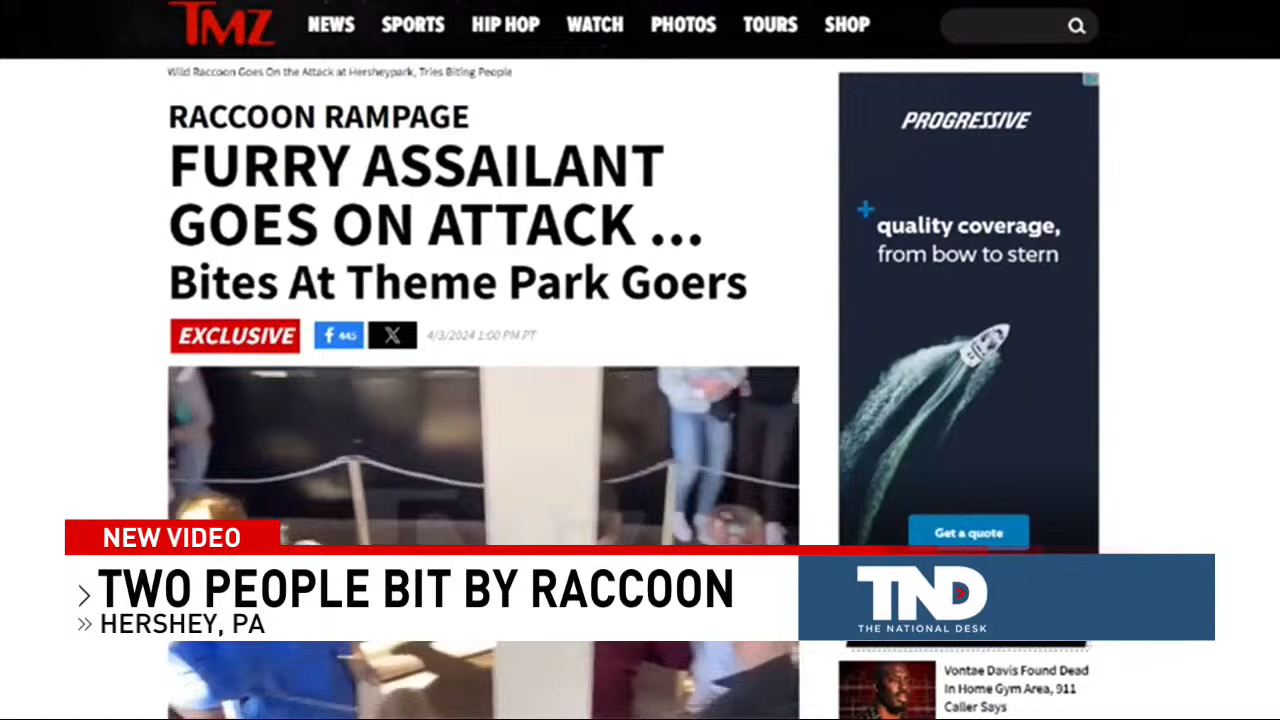 TMZ
NEWS SPORTS HIP HOP WATCH PHOTOS TOURS SHOP
Wild Raccoon Goes On the Attack at Hersheypark, Tries Biting People
RACCOON RAMPAGE
FURRY ASSAILANT
GOES ON ATTACK ...
Bites At Theme Park Goers
EXCLUSIVE
f 445
X
4/3/2024 1:00 PM PT
PROGRESSIVE
quality coverage,
from bow to stern
Get a quote
NEW VIDEO
TWO PEOPLE BIT BY RACCOON
HERSHEY, PA
TND
THE NATIONAL DESK
Vontae Davis Found Dead
In Home Gym Area, 911
Caller Says